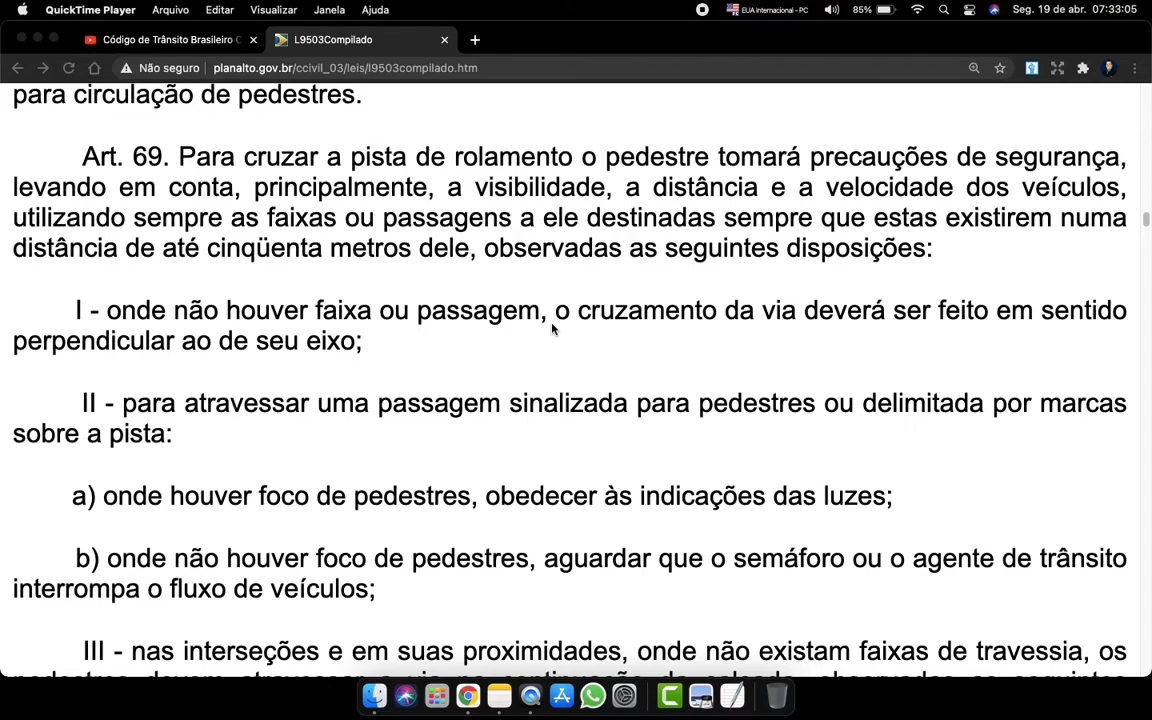 QuickTime Player Arquivo Editar Visualizar Janela Ajuda EUA Internacional - PC 85% Seg. 19 de abr. 07:33:05
Código de Trânsito Brasileiro L9503Compilado
Não seguro planalto.gov.br/ccivil_03/leis/l9503compilado.htm
para circulação de pedestres.
Art. 69. Para cruzar a pista de rolamento o pedestre tomará precauções de segurança,
levando em conta, principalmente, a visibilidade, a distância e a velocidade dos veículos,
utilizando sempre as faixas ou passagens a ele destinadas sempre que estas existirem numa
distância de até cinqüenta metros dele, observadas as seguintes disposições:
I - onde não houver faixa ou passagem, o cruzamento da via deverá ser feito em sentido
perpendicular ao de seu eixo;
II - para atravessar uma passagem sinalizada para pedestres ou delimitada por marcas
sobre a pista:
a) onde houver foco de pedestres, obedecer às indicações das luzes;
b) onde não houver foco de pedestres, aguardar que o semáforo ou o agente de trânsito
interrompa o fluxo de veículos;
III - nas interseções e em suas proximidades, onde não existam faixas de travessia, os